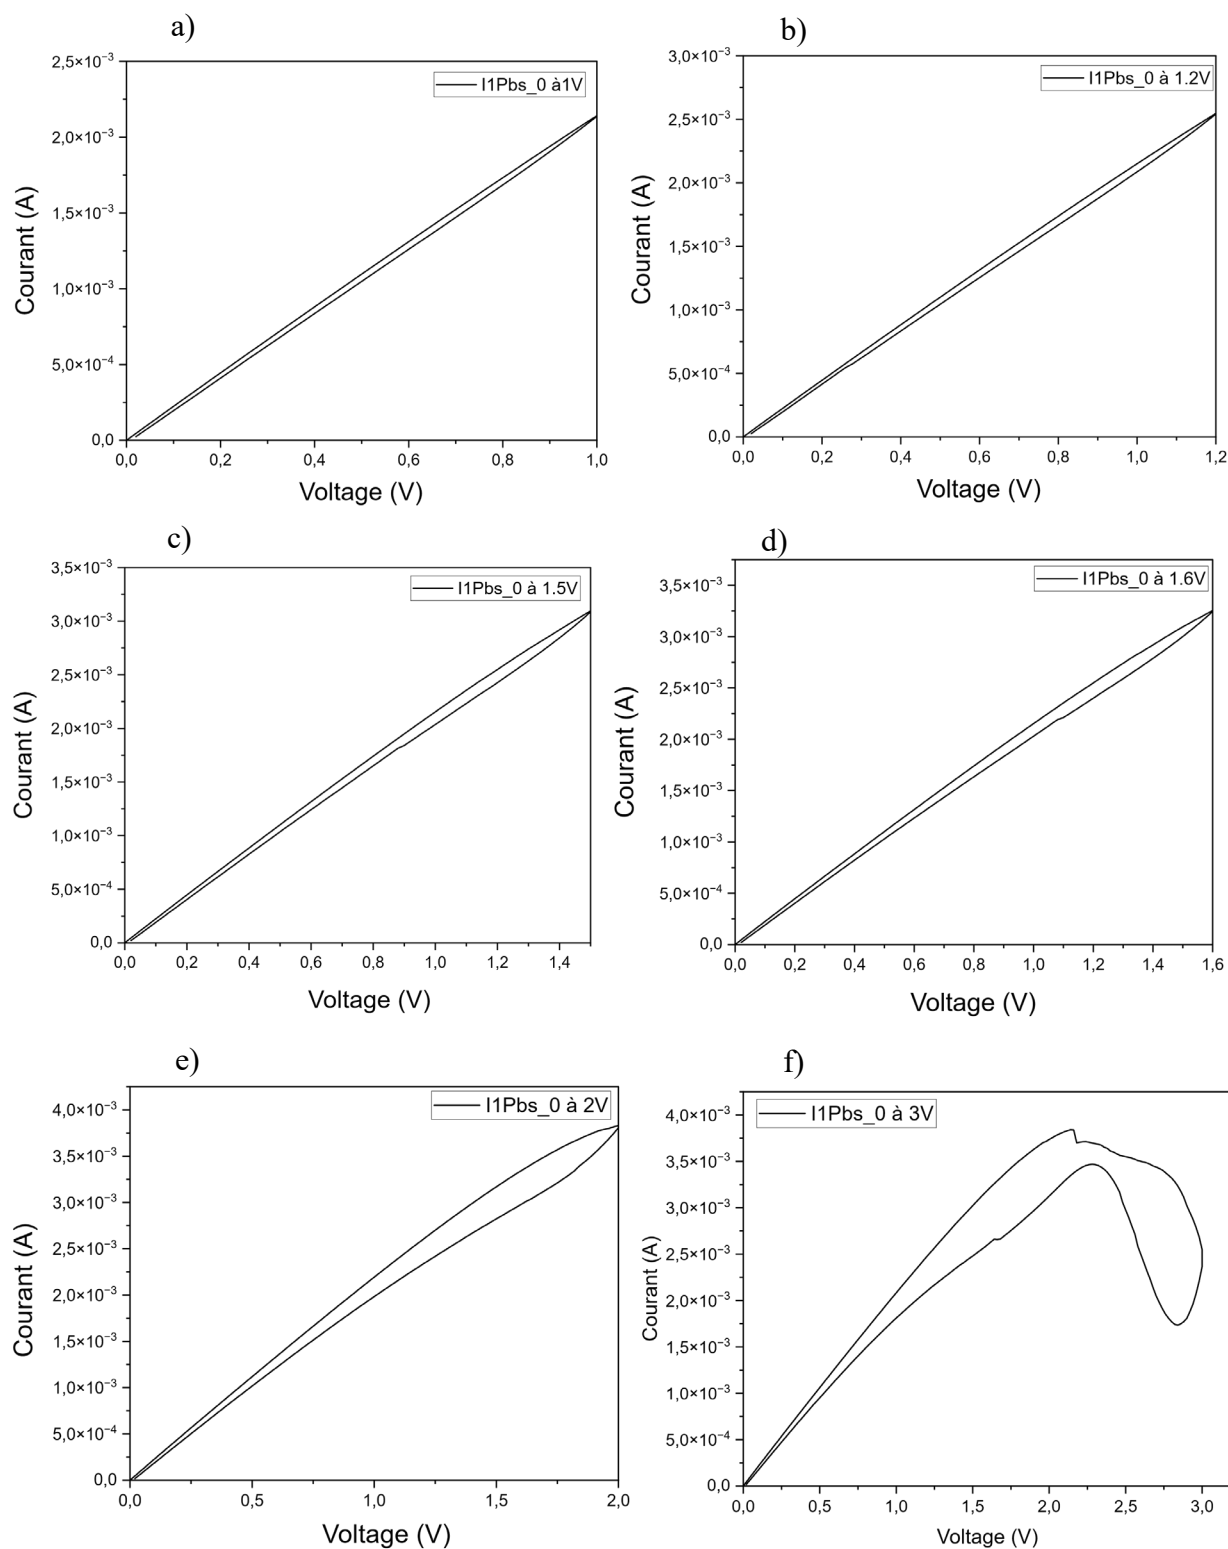 a)
I1Pbs_0 à1V
2,5×10⁻³
2,0×10⁻³
1,5×10⁻³
1,0×10⁻³
5,0×10⁻⁴
0,0
0,0 0,2 0,4 0,6 0,8 1,0
Courant (A)
Voltage (V)
b)
I1Pbs_0 à 1.2V
3,0×10⁻³
2,5×10⁻³
2,0×10⁻³
1,5×10⁻³
1,0×10⁻³
5,0×10⁻⁴
0,0
0,0 0,2 0,4 0,6 0,8 1,0 1,2
Courant (A)
Voltage (V)
c)
I1Pbs_0 à 1.5V
3,5×10⁻³
3,0×10⁻³
2,5×10⁻³
2,0×10⁻³
1,5×10⁻³
1,0×10⁻³
5,0×10⁻⁴
0,0
0,0 0,2 0,4 0,6 0,8 1,0 1,2 1,4
Courant (A)
Voltage (V)
d)
I1Pbs_0 à 1.6V
3,5×10⁻³
3,0×10⁻³
2,5×10⁻³
2,0×10⁻³
1,5×10⁻³
1,0×10⁻³
5,0×10⁻⁴
0,0
0,0 0,2 0,4 0,6 0,8 1,0 1,2 1,4 1,6
Courant (A)
Voltage (V)
e)
I1Pbs_0 à 2V
4,0×10⁻³
3,5×10⁻³
3,0×10⁻³
2,5×10⁻³
2,0×10⁻³
1,5×10⁻³
1,0×10⁻³
5,0×10⁻⁴
0,0
0,0 0,5 1,0 1,5 2,0
Courant (A)
Voltage (V)
f)
I1Pbs_0 à 3V
4,0×10⁻³
3,5×10⁻³
3,0×10⁻³
2,5×10⁻³
2,0×10⁻³
1,5×10⁻³
1,0×10⁻³
5,0×10⁻⁴
0,0
0,0 0,5 1,0 1,5 2,0 2,5 3,0
Courant (A)
Voltage (V)